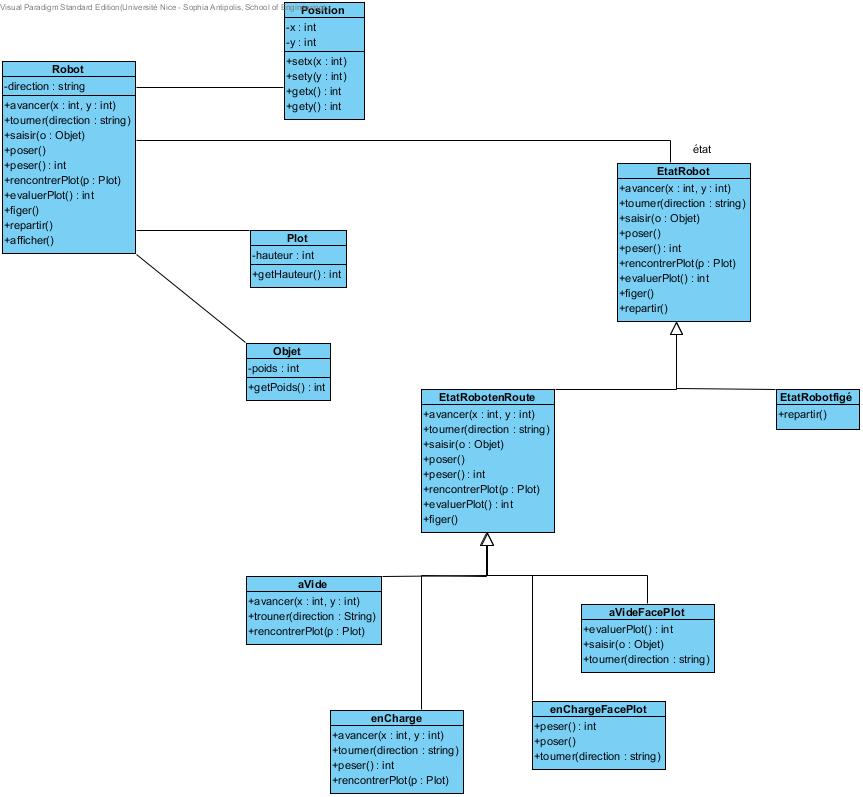 Visual Paradigm Standard Edition(Université Nice - Sophia Antipolis, School of
Position
-x : int
-y : int
+setx(x : int)
+sety(y : int)
+getx() : int
+gety() : int
Robot
-direction : string
+avancer(x : int, y : int)
+tourner(direction : string)
+saisir(o : Objet)
+poser()
+peser() : int
+rencontrerPlot(p : Plot)
+evaluerPlot() : int
+figer()
+repartir()
+afficher()
état
EtatRobot
+avancer(x : int, y : int)
+tourner(direction : string)
+saisir(o : Objet)
+poser()
+peser() : int
+rencontrerPlot(p : Plot)
+evaluerPlot() : int
+figer()
+repartir()
Plot
-hauteur : int
+getHauteur() : int
Objet
-poids : int
+getPoids() : int
EtatRobotenRoute
+avancer(x : int, y : int)
+tourner(direction : string)
+saisir(o : Objet)
+poser()
+peser() : int
+rencontrerPlot(p : Plot)
+evaluerPlot() : int
+figer()
EtatRobotfigé
+repartir()
aVide
+avancer(x : int, y : int)
+trouner(direction : String)
+rencontrerPlot(p : Plot)
aVideFacePlot
+evaluerPlot() : int
+saisir(o : Objet)
+tourner(direction : string)
enCharge
+avancer(x : int, y : int)
+tourner(direction : string)
+peser() : int
+rencontrerPlot(p : Plot)
enChargeFacePlot
+peser() : int
+poser()
+tourner(direction : string)